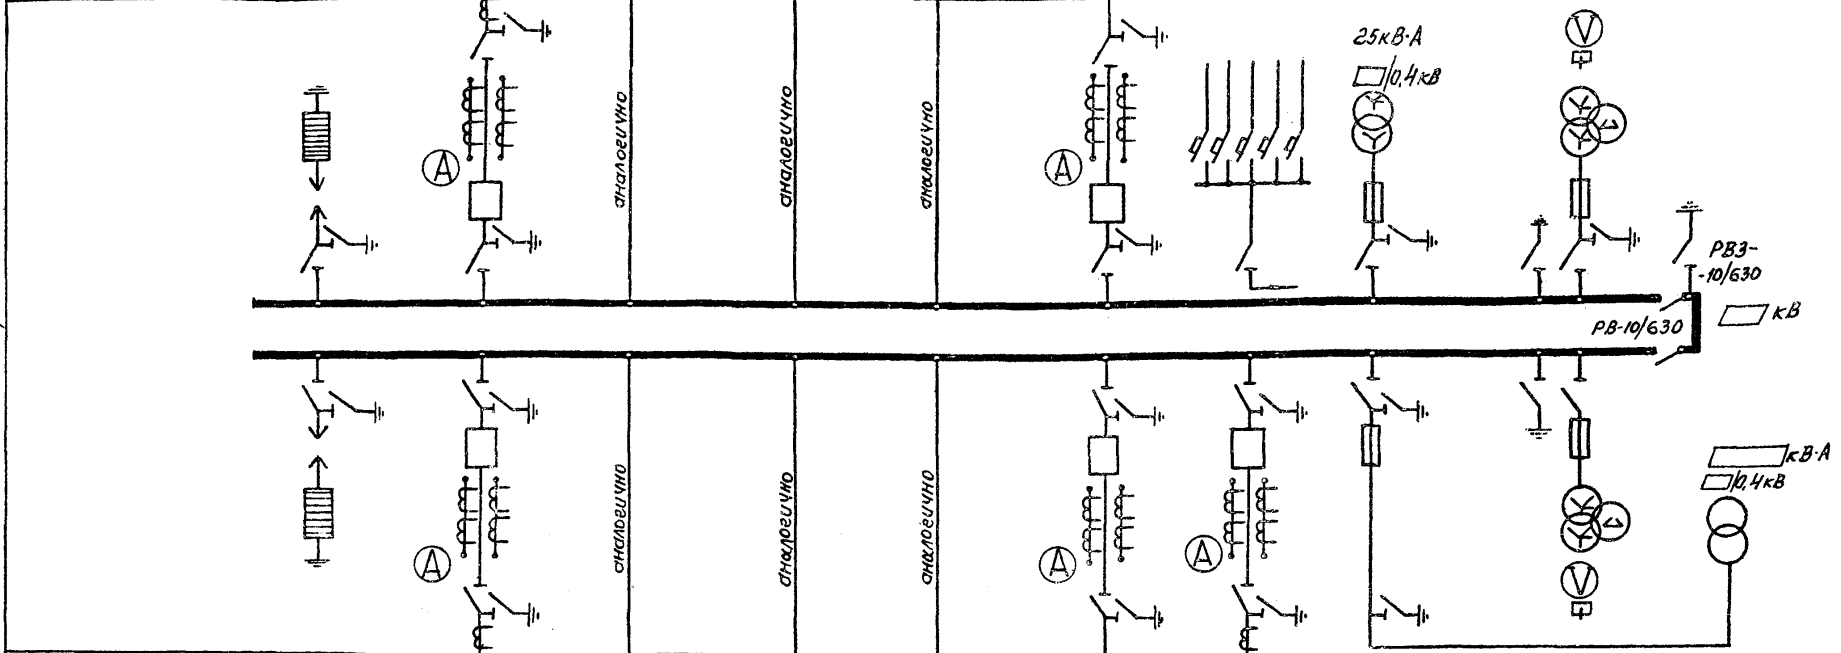 25кВ·А
/0,4кВ
V
аналогично
аналогично
аналогично
А
А
РВЗ-
-10/630
РВ-10/630
кВ
аналогично
аналогично
аналогично
А
А
А
V
кВ·А
/0,4кВ